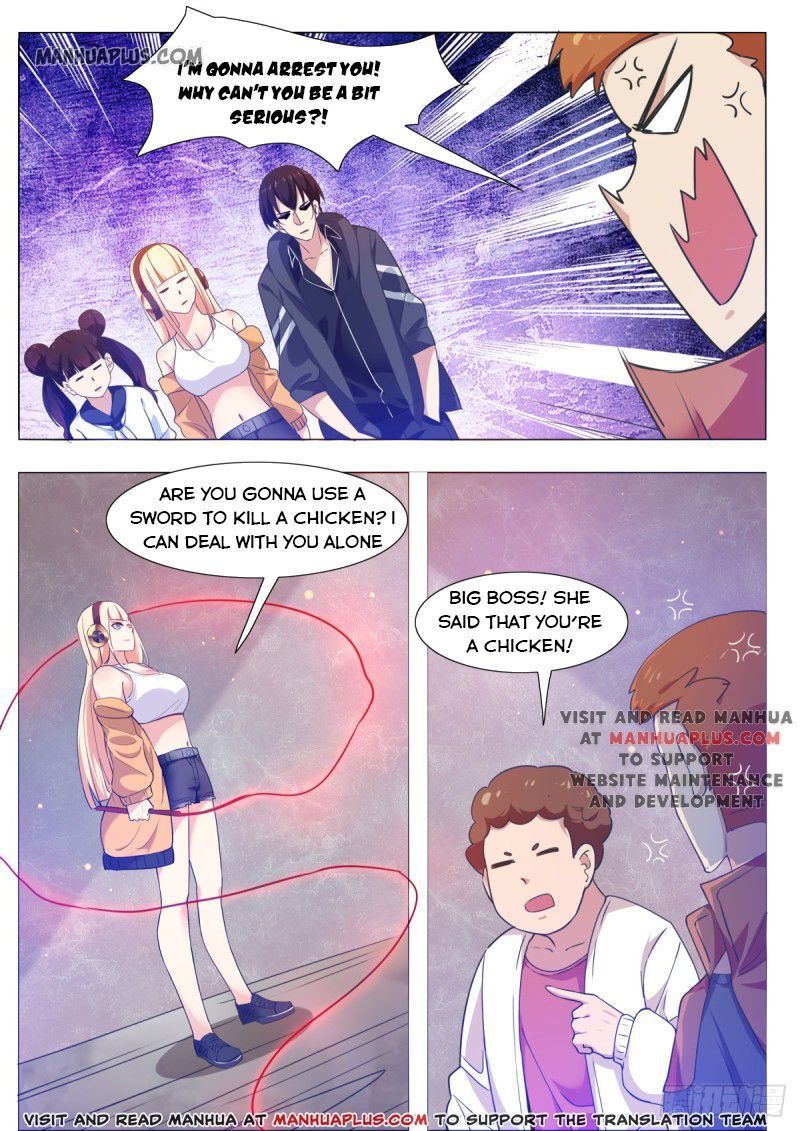 MANHUAPLUS.COM
I'M GONNA ARREST YOU!
WHY CAN'T YOU BE A BIT
SERIOUS?!
ARE YOU GONNA USE A
SWORD TO KILL A CHICKEN? I
CAN DEAL WITH YOU ALONE
BIG BOSS! SHE
SAID THAT YOU'RE
A CHICKEN!
VISIT AND READ MANHUA
AT MANHUAPLUS.COM
TO SUPPORT
WEBSITE MAINTENANCE
AND DEVELOPMENT
VISIT AND READ MANHUA AT MANHUAPLUS.COM TO SUPPORT THE TRANSLATION TEAM